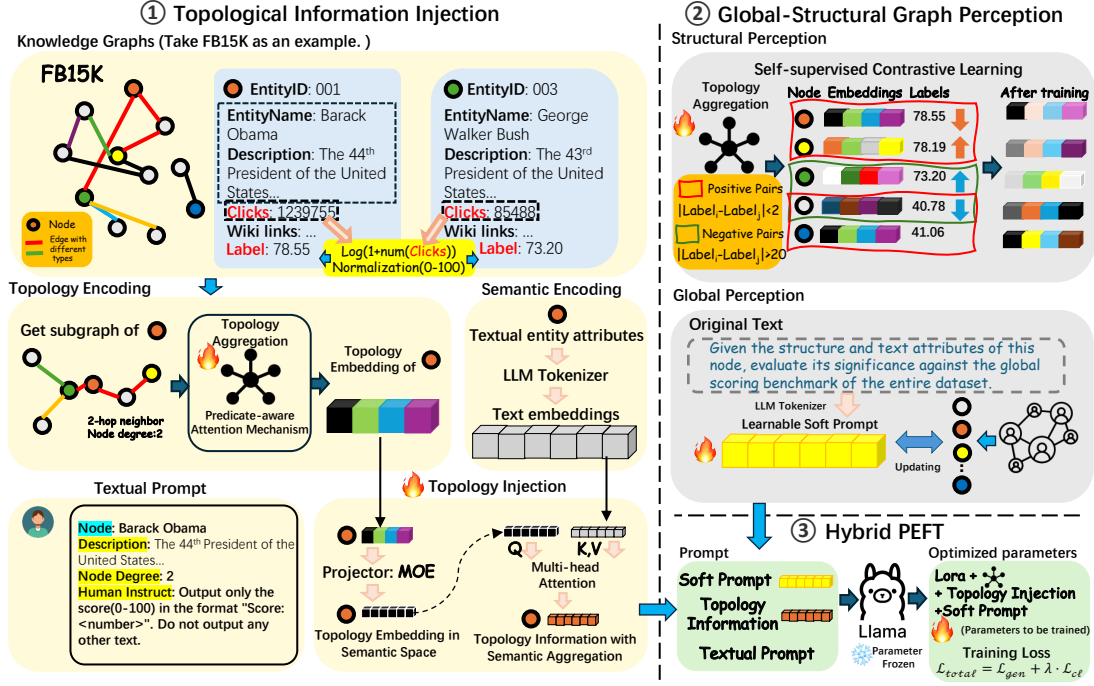 ① Topological Information Injection
Knowledge Graphs (Take FB15K as an example. )
FB15K
Node
Edge with
different
types
EntityID: 001
EntityName: Barack
Obama
Description: The 44th
President of the United
States...
Clicks: 1239755
Wiki links: ...
Label: 78.55
EntityID: 003
EntityName: George
Walker Bush
Description: The 43rd
President of the United
States...
Clicks: 85488
Wiki links: ...
Label: 73.20
Log(1+num(Clicks))
Normalization(0-100)
Topology Encoding
Get subgraph of
2-hop neighbor
Node degree:2
Topology
Aggregation
Predicate-aware
Attention Mechanism
Topology
Embedding of
Semantic Encoding
Textual entity attributes
LLM Tokenizer
Text embeddings
Textual Prompt
Node: Barack Obama
Description: The 44th President of the
United States...
Node Degree: 2
Human Instruct: Output only the
score(0-100) in the format "Score:
<number>". Do not output any
other text.
Topology Injection
Projector: MOE
Topology Embedding in
Semantic Space
Q
K,V
Multi-head
Attention
Topology Information with
Semantic Aggregation
② Global-Structural Graph Perception
Structural Perception
Self-supervised Contrastive Learning
Topology
Aggregation
Node Embeddings Labels
After training
78.55
78.19
73.20
40.78
41.06
Positive Pairs
|Label_i-Label_j|<2
Negative Pairs
|Label_i-Label_j|>20
Global Perception
Original Text
Given the structure and text attributes of this
node, evaluate its significance against the global
scoring benchmark of the entire dataset.
LLM Tokenizer
Learnable Soft Prompt
Updating
③ Hybrid PEFT
Prompt
Soft Prompt
Topology
Information
Textual Prompt
Llama
Parameter
Frozen
Optimized parameters
Lora +
+ Topology Injection
+Soft Prompt
(Parameters to be trained)
Training Loss
ℒ_total = ℒ_gen + λ · ℒ_cl